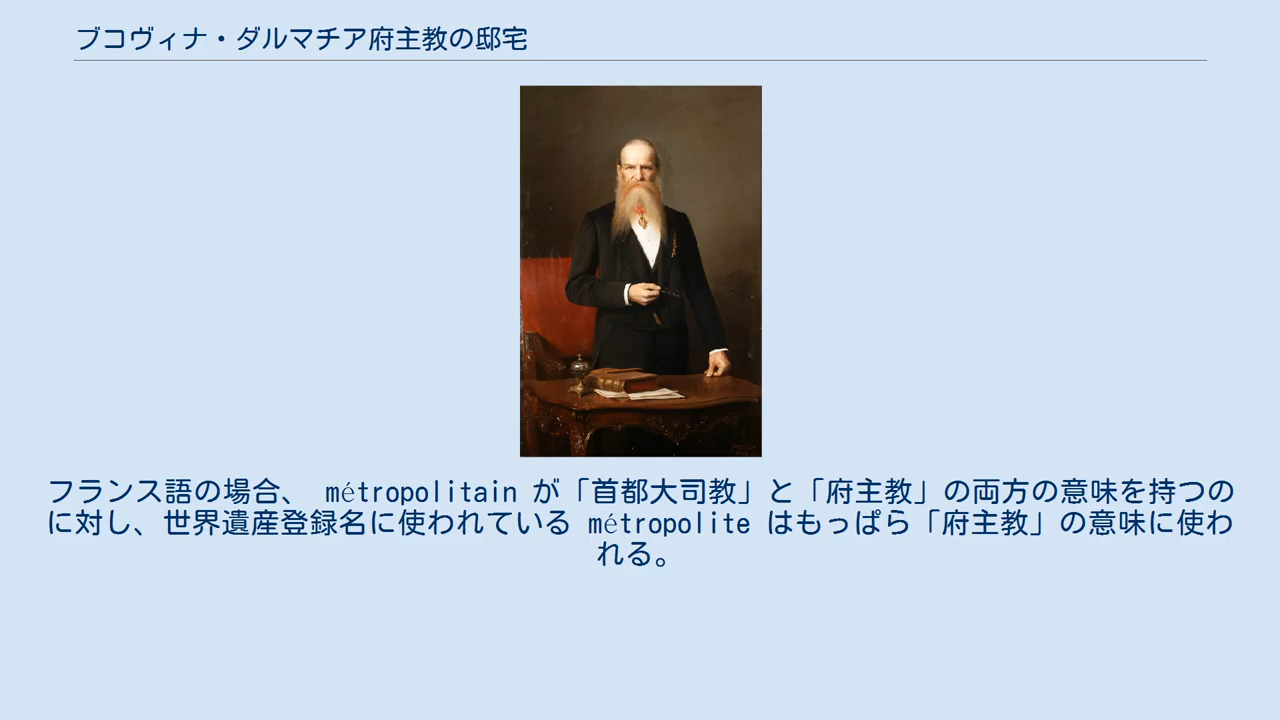 ブコヴィナ・ダルマチア府主教の邸宅
フランス語の場合、 métropolitain が「首都大司教」と「府主教」の両方の意味を持つの
に対し、世界遺産登録名に使われている métropolite はもっぱら「府主教」の意味に使わ
れる。